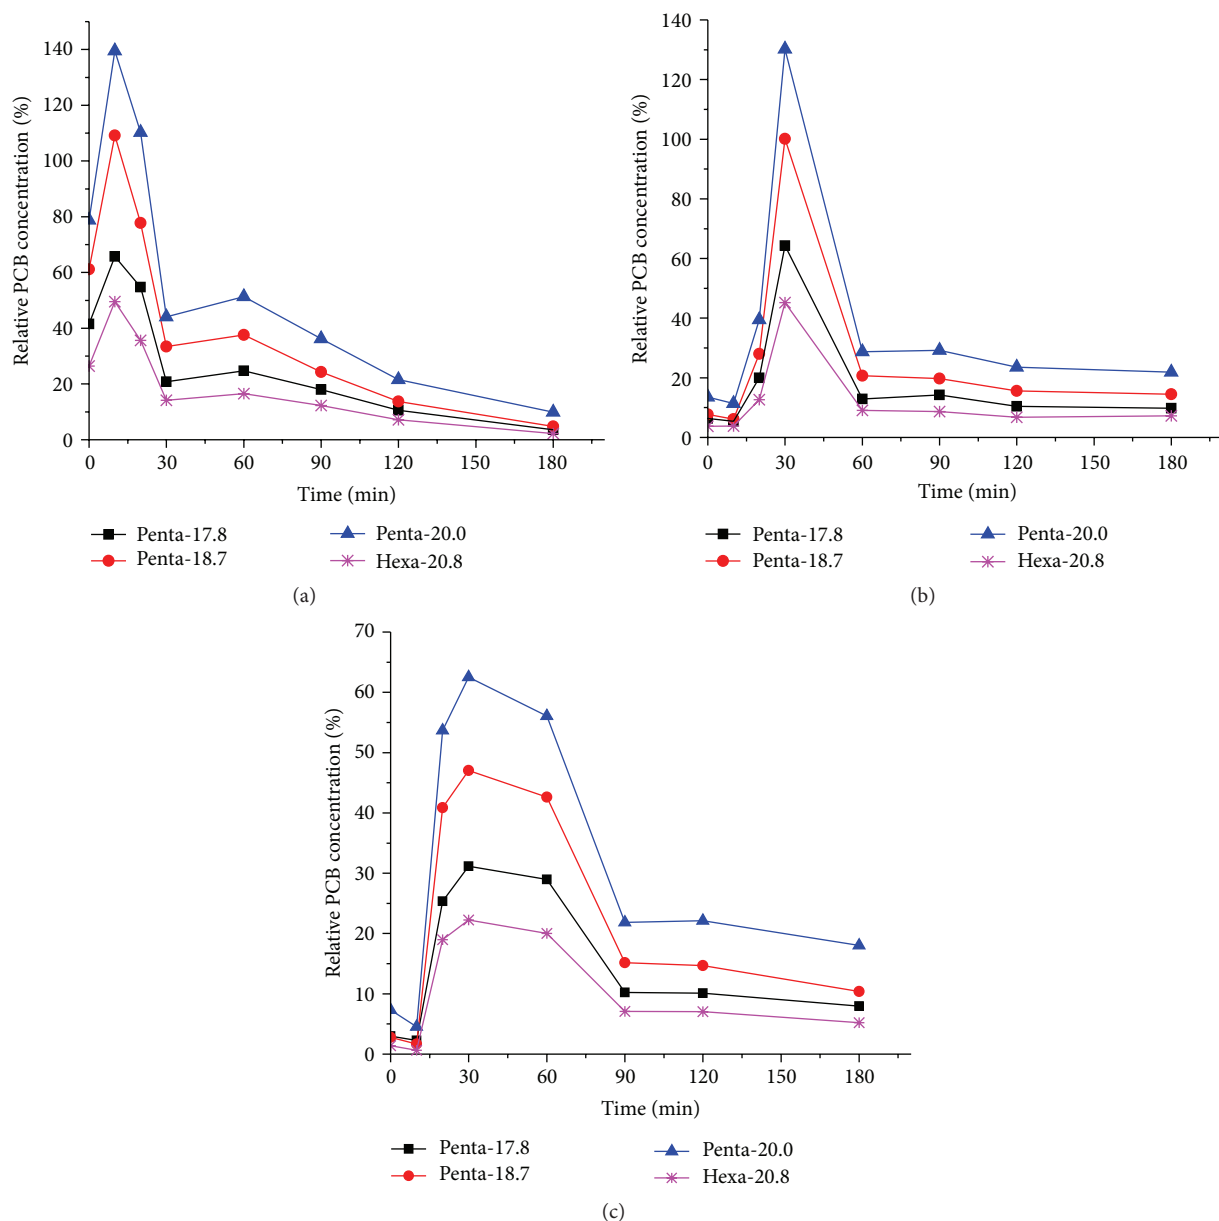 140
120
100
80
60
40
20
0
Relative PCB concentration (%)
0 30 60 90 120 150 180
Time (min)
Penta-17.8 Penta-20.0
Penta-18.7 Hexa-20.8
(a)
140
120
100
80
60
40
20
0
Relative PCB concentration (%)
0 30 60 90 120 150 180
Time (min)
Penta-17.8 Penta-20.0
Penta-18.7 Hexa-20.8
(b)
70
60
50
40
30
20
10
0
Relative PCB concentration (%)
0 30 60 90 120 150 180
Time (min)
Penta-17.8 Penta-20.0
Penta-18.7 Hexa-20.8
(c)